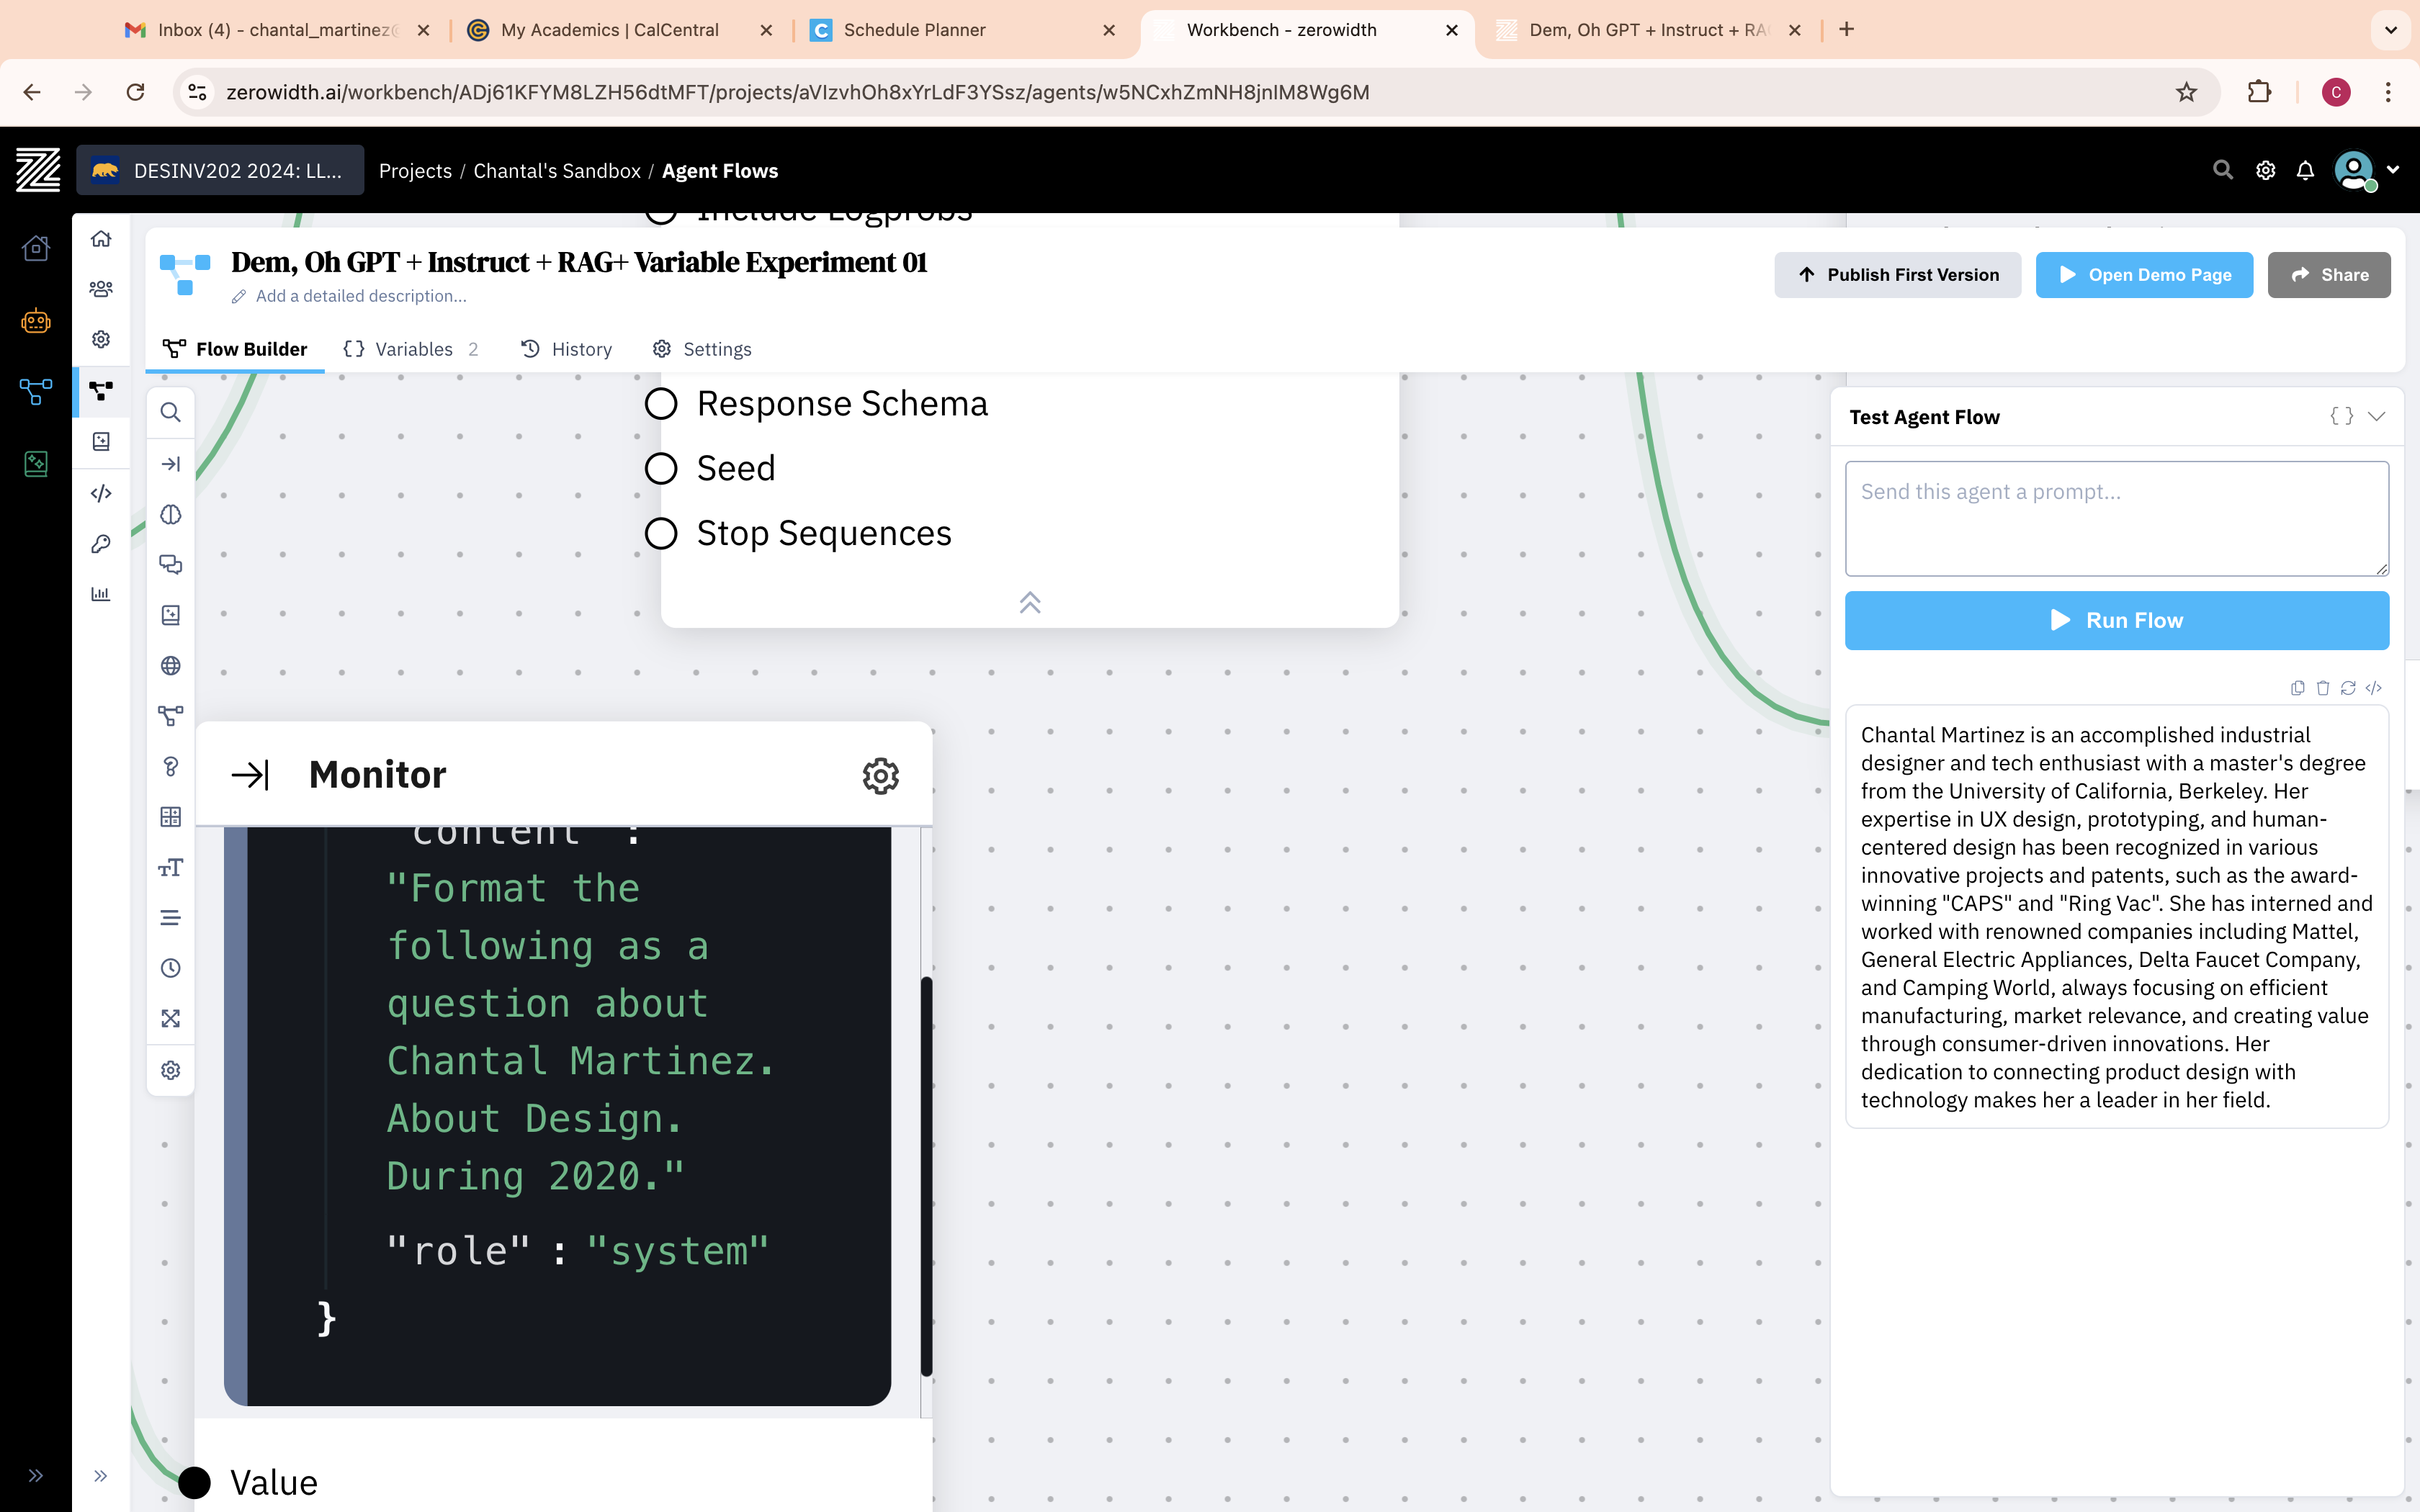 Inbox (4) - chantal_martinez@
My Academics | CalCentral
Schedule Planner
Workbench - zerowidth
Dem, Oh GPT + Instruct + RA
zerowidth.ai/workbench/ADj61KFYM8LZH56dtMFT/projects/aVIzvhOh8xYrLdF3YSsz/agents/w5NCxhZmNH8jnIM8Wg6M
C
DESINV202 2024: LL...
Projects / Chantal's Sandbox / Agent Flows
Include Logprobs
Dem, Oh GPT + Instruct + RAG+ Variable Experiment 01
Add a detailed description...
Publish First Version
Open Demo Page
Share
Flow Builder
{} Variables 2
History
Settings
Response Schema
Seed
Stop Sequences
Test Agent Flow
{ }
Send this agent a prompt...
Run Flow
Monitor
content :
"Format the
following as a
question about
Chantal Martinez.
About Design.
During 2020."
"role" : "system"
}
Value
Chantal Martinez is an accomplished industrial
designer and tech enthusiast with a master's degree
from the University of California, Berkeley. Her
expertise in UX design, prototyping, and human-
centered design has been recognized in various
innovative projects and patents, such as the award-
winning "CAPS" and "Ring Vac". She has interned and
worked with renowned companies including Mattel,
General Electric Appliances, Delta Faucet Company,
and Camping World, always focusing on efficient
manufacturing, market relevance, and creating value
through consumer-driven innovations. Her
dedication to connecting product design with
technology makes her a leader in her field.